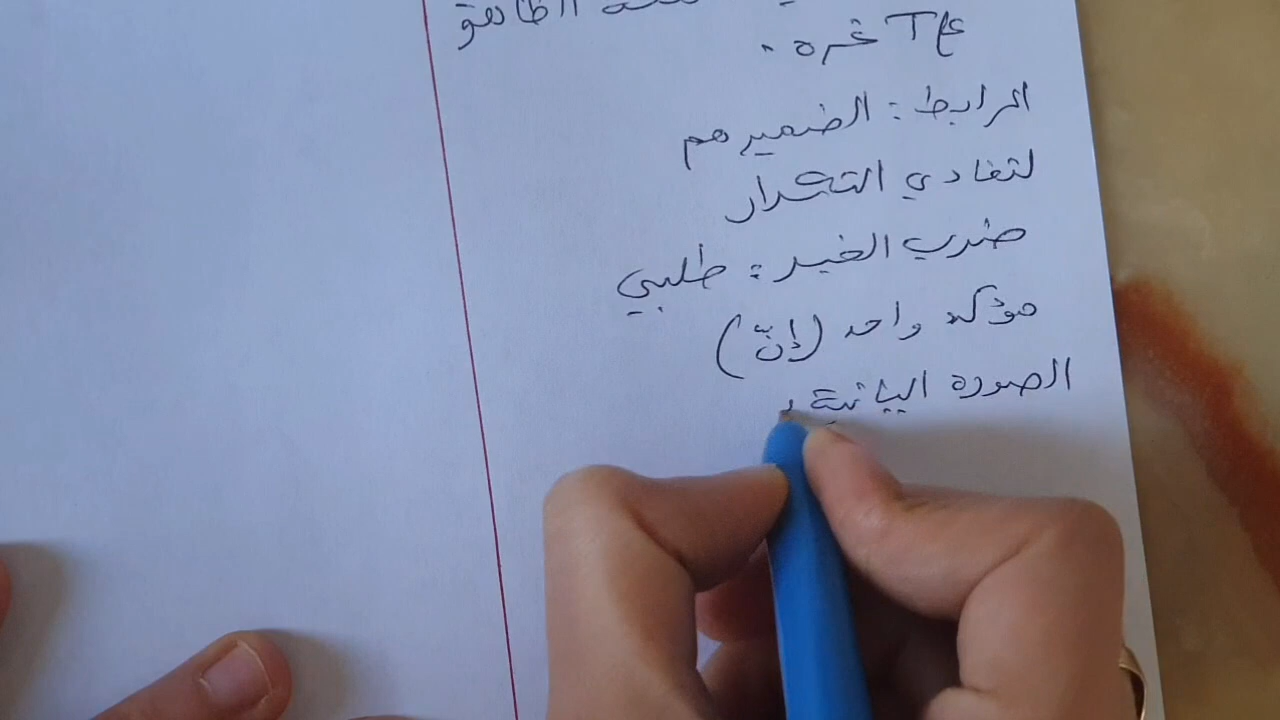 على آخره .
الرابط : الضمير هم
لتفادي التكرار
ضرب الخبر : طلبي
مؤكد واحد (إنّ)
الصورة البيانية :